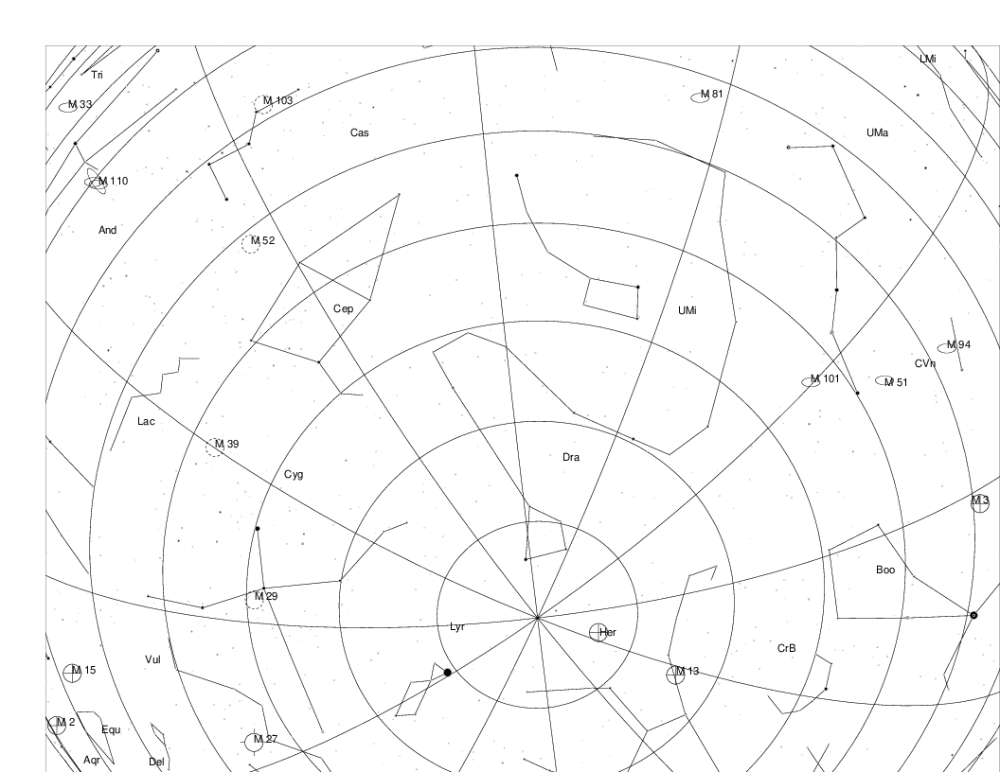 LMi
Tri
M 81
M 103
M 33
Cas
UMa
M 110
And
M 52
Cep
UMi
M 94
CVn
M 101
M 51
Lac
M 39
Dra
Cyg
M 3
Boo
M 29
Lyr
Her
CrB
Vul
M 15
M 13
M 2
Equ
M 27
Aqr
Del